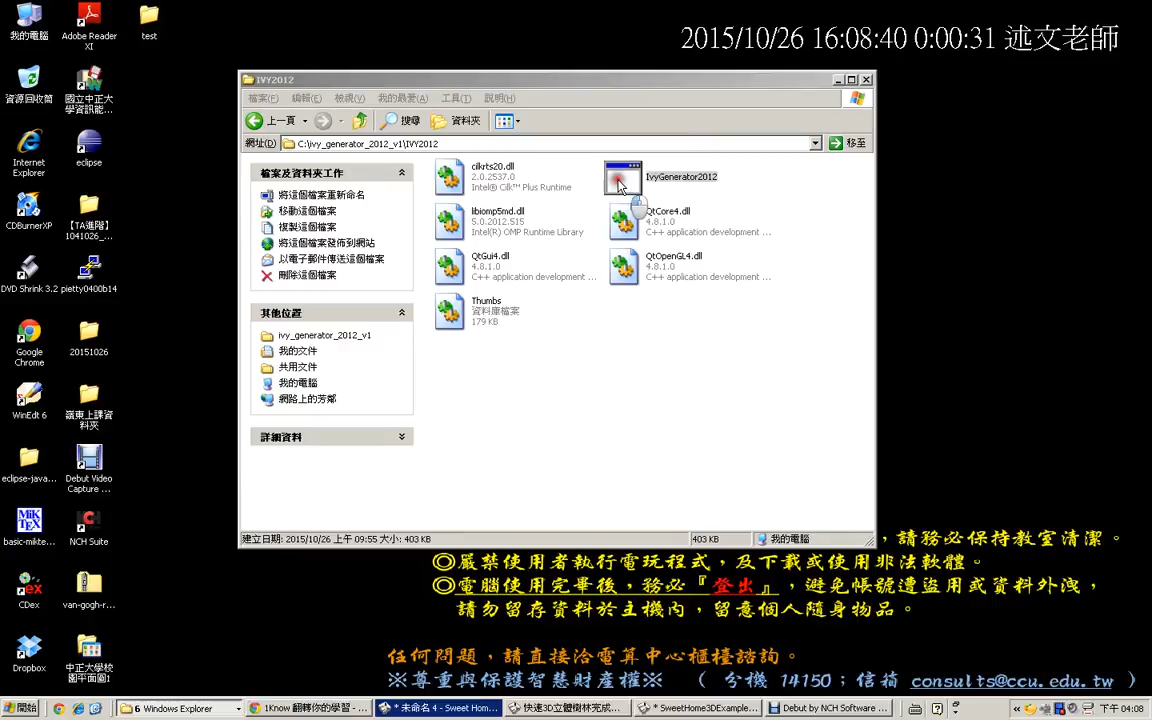 我的電腦
Adobe Reader XI
test
2015/10/26 16:08:40 0:00:31 述文老師
資源回收筒
國立中正大學資訊能...
Internet Explorer
eclipse
CDBurnerXP
【TA進階】1041026_...
DVD Shrink 3.2
pietty0400b14
Google Chrome
20151026
WinEdt 6
嶺東上課資料夾
eclipse-java...
Debut Video Capture ...
basic-mikte...
NCH Suite
CDex
van-gogh-r...
Dropbox
中正大學校園平面圖1
IVY2012
檔案(F) 編輯(E) 檢視(V) 我的最愛(A) 工具(T) 說明(H)
上一頁 搜尋 資料夾
網址(D) C:\ivy_generator_2012_v1\IVY2012 移至
檔案及資料夾工作
將這個檔案重新命名
移動這個檔案
複製這個檔案
將這個檔案發佈到網站
以電子郵件傳送這個檔案
刪除這個檔案
其他位置
ivy_generator_2012_v1
我的文件
共用文件
我的電腦
網路上的芳鄰
詳細資料
cilkrts20.dll
2.0.2537.0
Intel® Cilk™ Plus Runtime
IvyGenerator2012
libiomp5md.dll
5.0.2012.515
Intel(R) OMP Runtime Library
QtCore4.dll
4.8.1.0
C++ application development ...
QtGui4.dll
4.8.1.0
C++ application development ...
QtOpenGL4.dll
4.8.1.0
C++ application development ...
Thumbs
資料庫檔案
179 KB
建立日期: 2015/10/26 上午 09:55 大小: 403 KB 403 KB 我的電腦
，請務必保持教室清潔。
◎嚴禁使用者執行電玩程式，及下載或使用非法軟體。
◎電腦使用完畢後，務必『登出』，避免帳號遭盜用或資料外洩，
請勿留存資料於主機內，留意個人隨身物品。
任何問題，請直接洽電算中心櫃檯諮詢。
※尊重與保護智慧財產權※ （ 分機 14150；信箱 consults@ccu.edu.tw ）
開始
6 Windows Explorer
1Know 翻轉你的學習 - ...
* 未命名 4 - Sweet Hom...
快速3D立體樹林完成...
* SweetHome3DExample...
Debut by NCH Software ...
下午 04:08